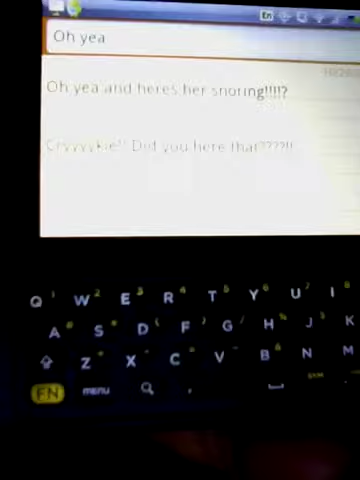 Oh yea
Oh yea and heres her snoring!!!!?
Cryyyykie!! Did you here that????!!
Q W E R T Y U I
A S D F G H J K
Z X C V B N M
FN MENU